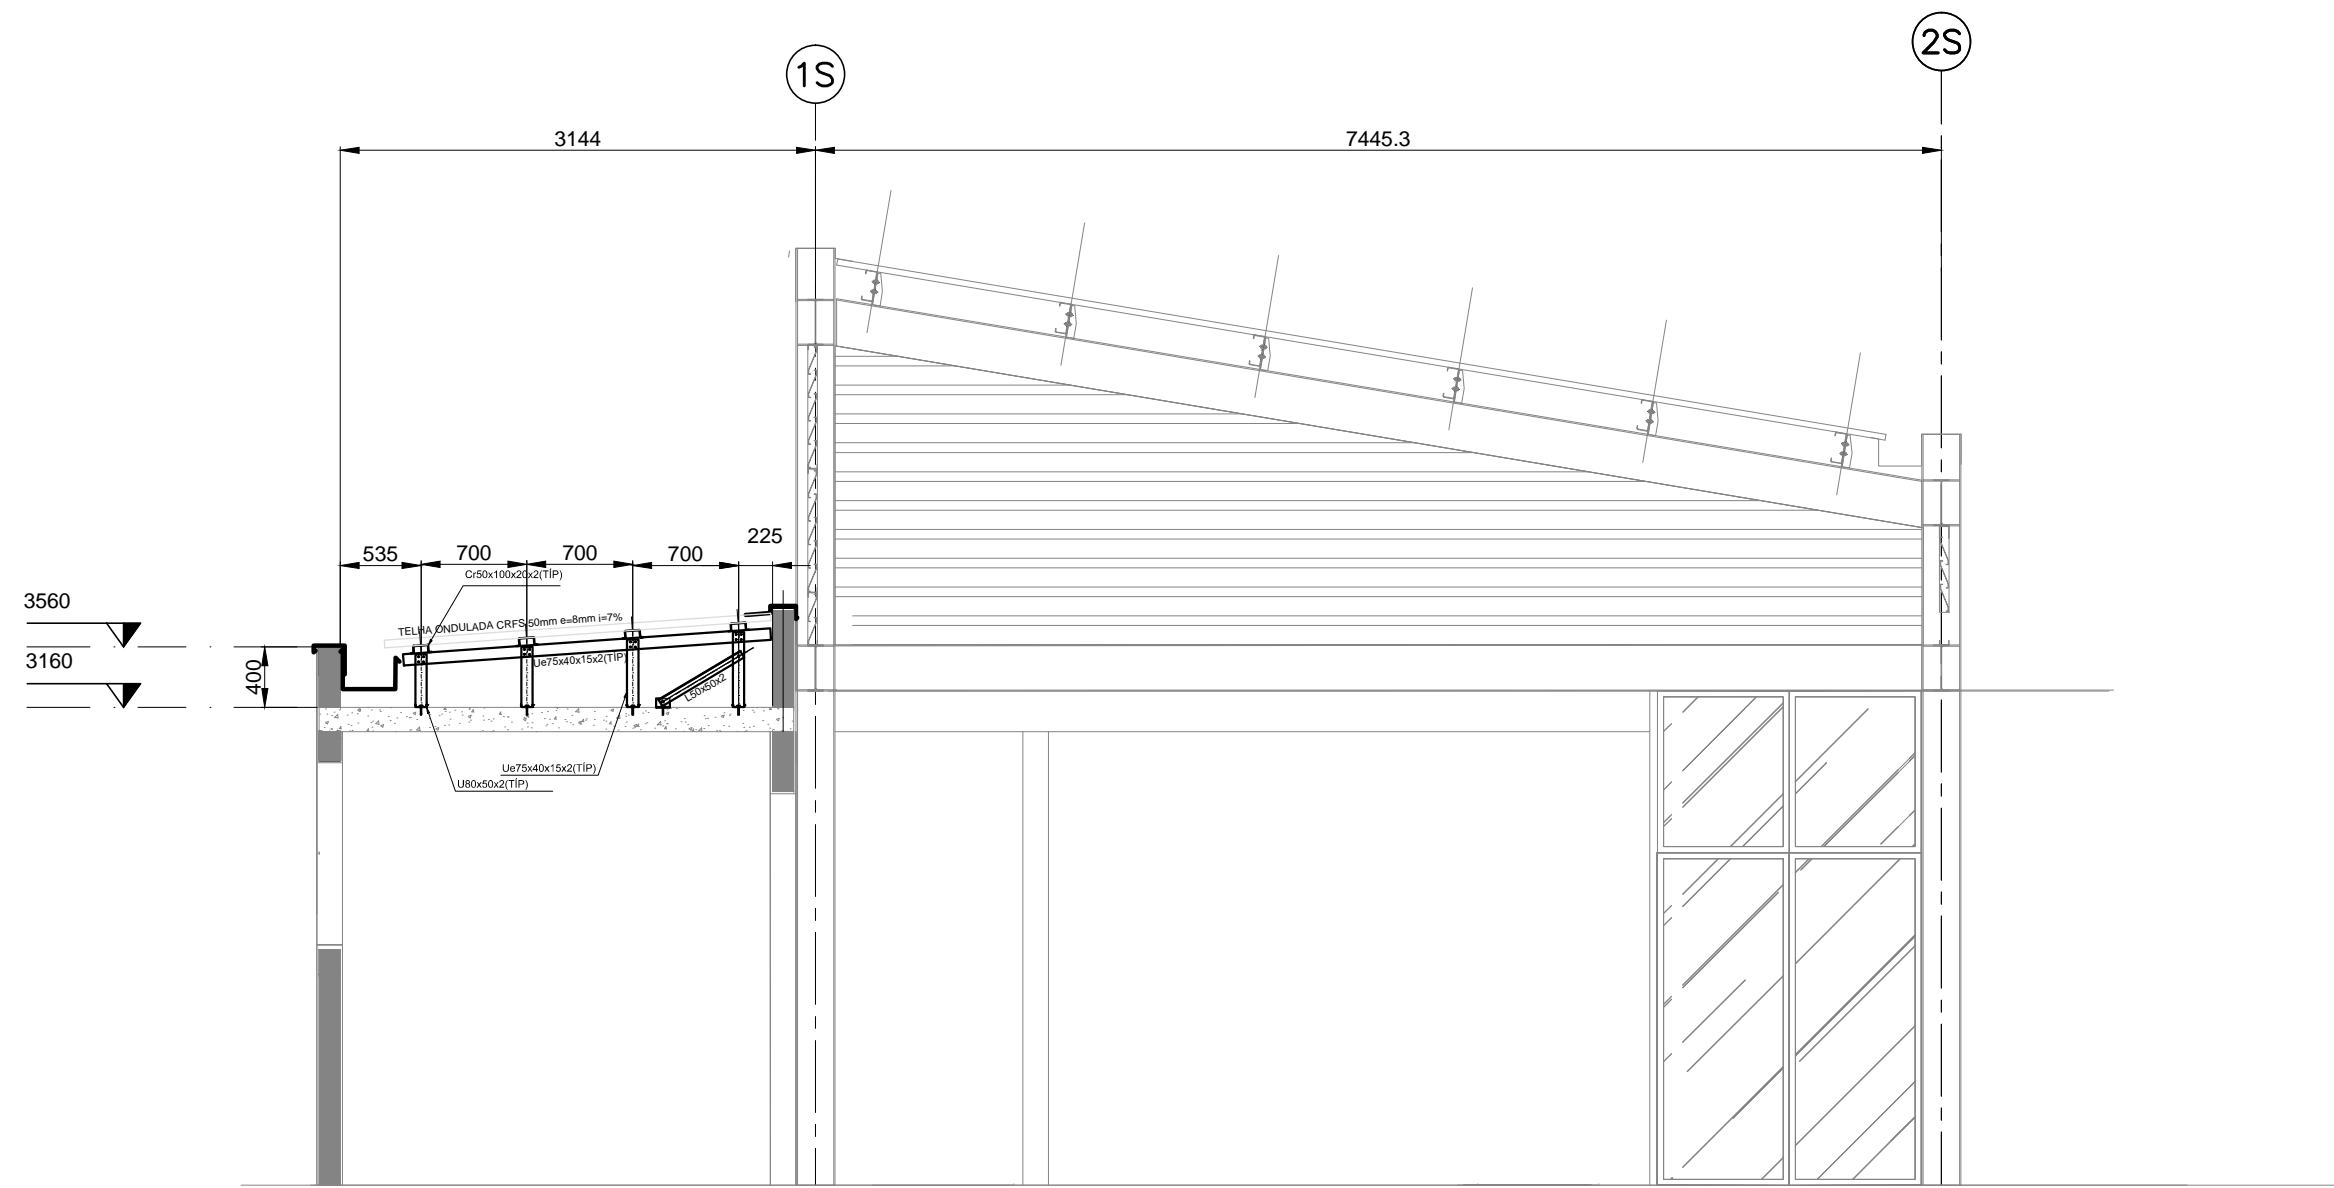 2S
1S
3144
7445.3
225
535
700
700
700
Cr50x100x20x2(TÍP)
3560
TELHA ONDULADA CRFS 50mm e=8mm i=7%
3160
Ue75x40x15x2(TÍP)
400
L50x50x2
Ue75x40x15x2(TÍP)
U80x50x2(TÍP)